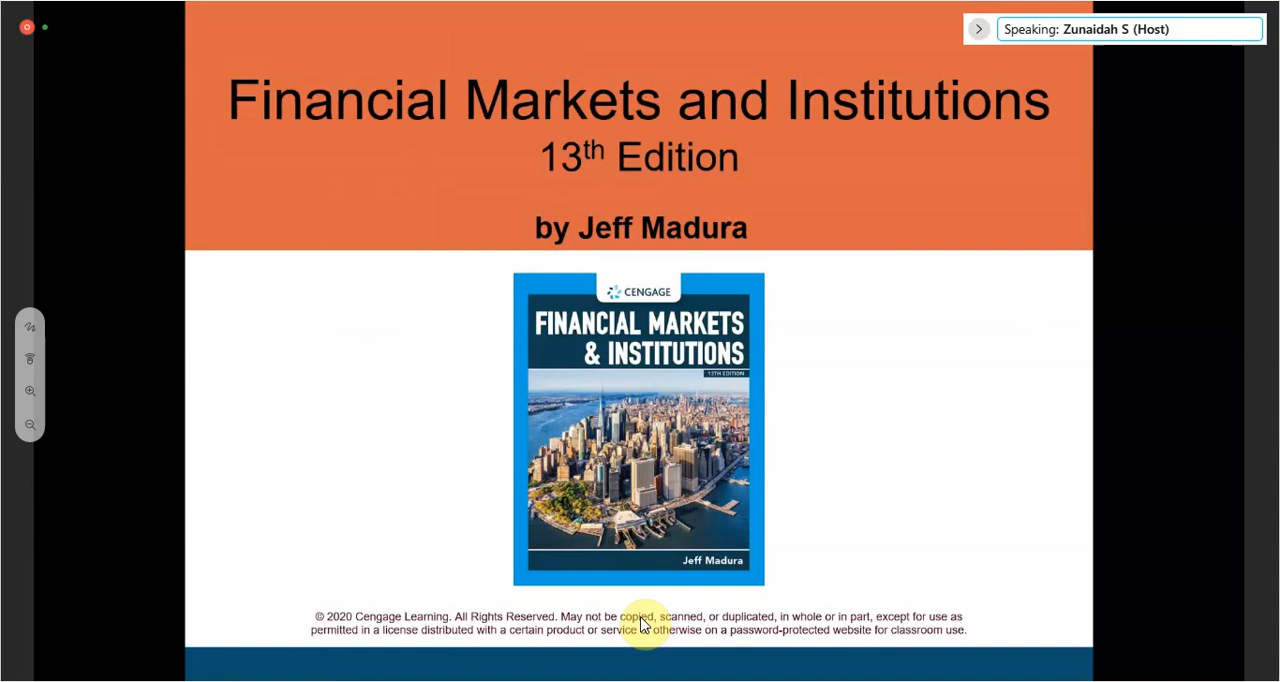 Speaking: Zunaidah S (Host)
Financial Markets and Institutions
13th Edition
by Jeff Madura
CENGAGE
FINANCIAL MARKETS
& INSTITUTIONS
13TH EDITION
Jeff Madura
© 2020 Cengage Learning. All Rights Reserved. May not be copied, scanned, or duplicated, in whole or in part, except for use as
permitted in a license distributed with a certain product or service or otherwise on a password-protected website for classroom use.